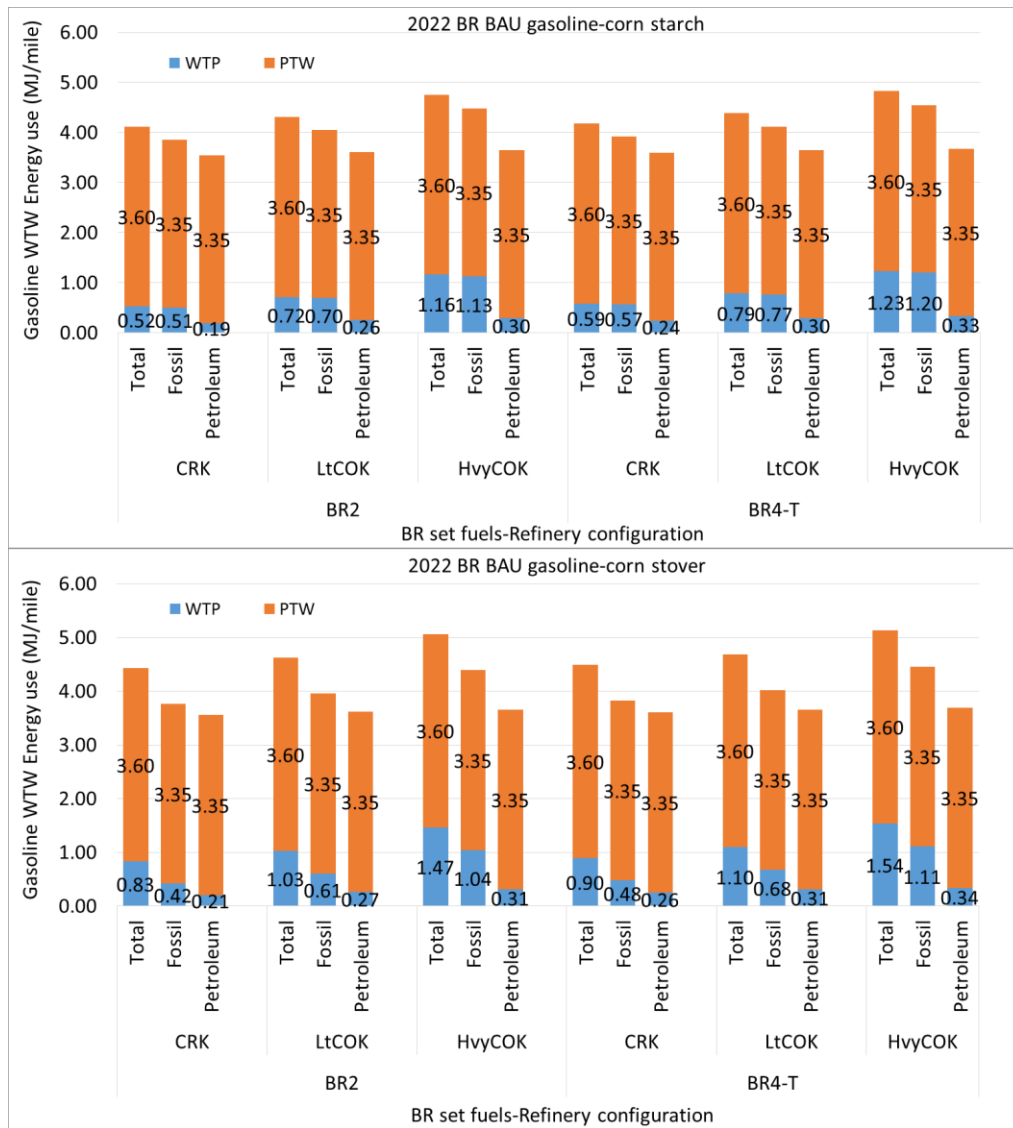 2022 BR BAU gasoline-corn starch
Gasoline WTW Energy use (MJ/mile)
6.00
5.00
4.00
3.00
2.00
1.00
0.00
WTP PTW
3.60 3.35 3.35 3.60 3.35 3.35 3.60 3.35 3.35 3.60 3.35 3.35 3.60 3.35 3.35 3.60 3.35 3.35
0.52 0.51 0.19 0.72 0.70 0.26 1.16 1.13 0.30 0.59 0.57 0.24 0.79 0.77 0.30 1.23 1.20 0.33
Total Fossil Petroleum Total Fossil Petroleum Total Fossil Petroleum Total Fossil Petroleum Total Fossil Petroleum Total Fossil Petroleum
CRK LtCOK HvyCOK CRK LtCOK HvyCOK
BR2 BR4-T
BR set fuels-Refinery configuration
2022 BR BAU gasoline-corn stover
Gasoline WTW Energy use (MJ/mile)
6.00
5.00
4.00
3.00
2.00
1.00
0.00
WTP PTW
3.60 3.35 3.35 3.60 3.35 3.35 3.60 3.35 3.35 3.60 3.35 3.35 3.60 3.35 3.35 3.60 3.35 3.35
0.83 0.42 0.21 1.03 0.61 0.27 1.47 1.04 0.31 0.90 0.48 0.26 1.10 0.68 0.31 1.54 1.11 0.34
Total Fossil Petroleum Total Fossil Petroleum Total Fossil Petroleum Total Fossil Petroleum Total Fossil Petroleum Total Fossil Petroleum
CRK LtCOK HvyCOK CRK LtCOK HvyCOK
BR2 BR4-T
BR set fuels-Refinery configuration